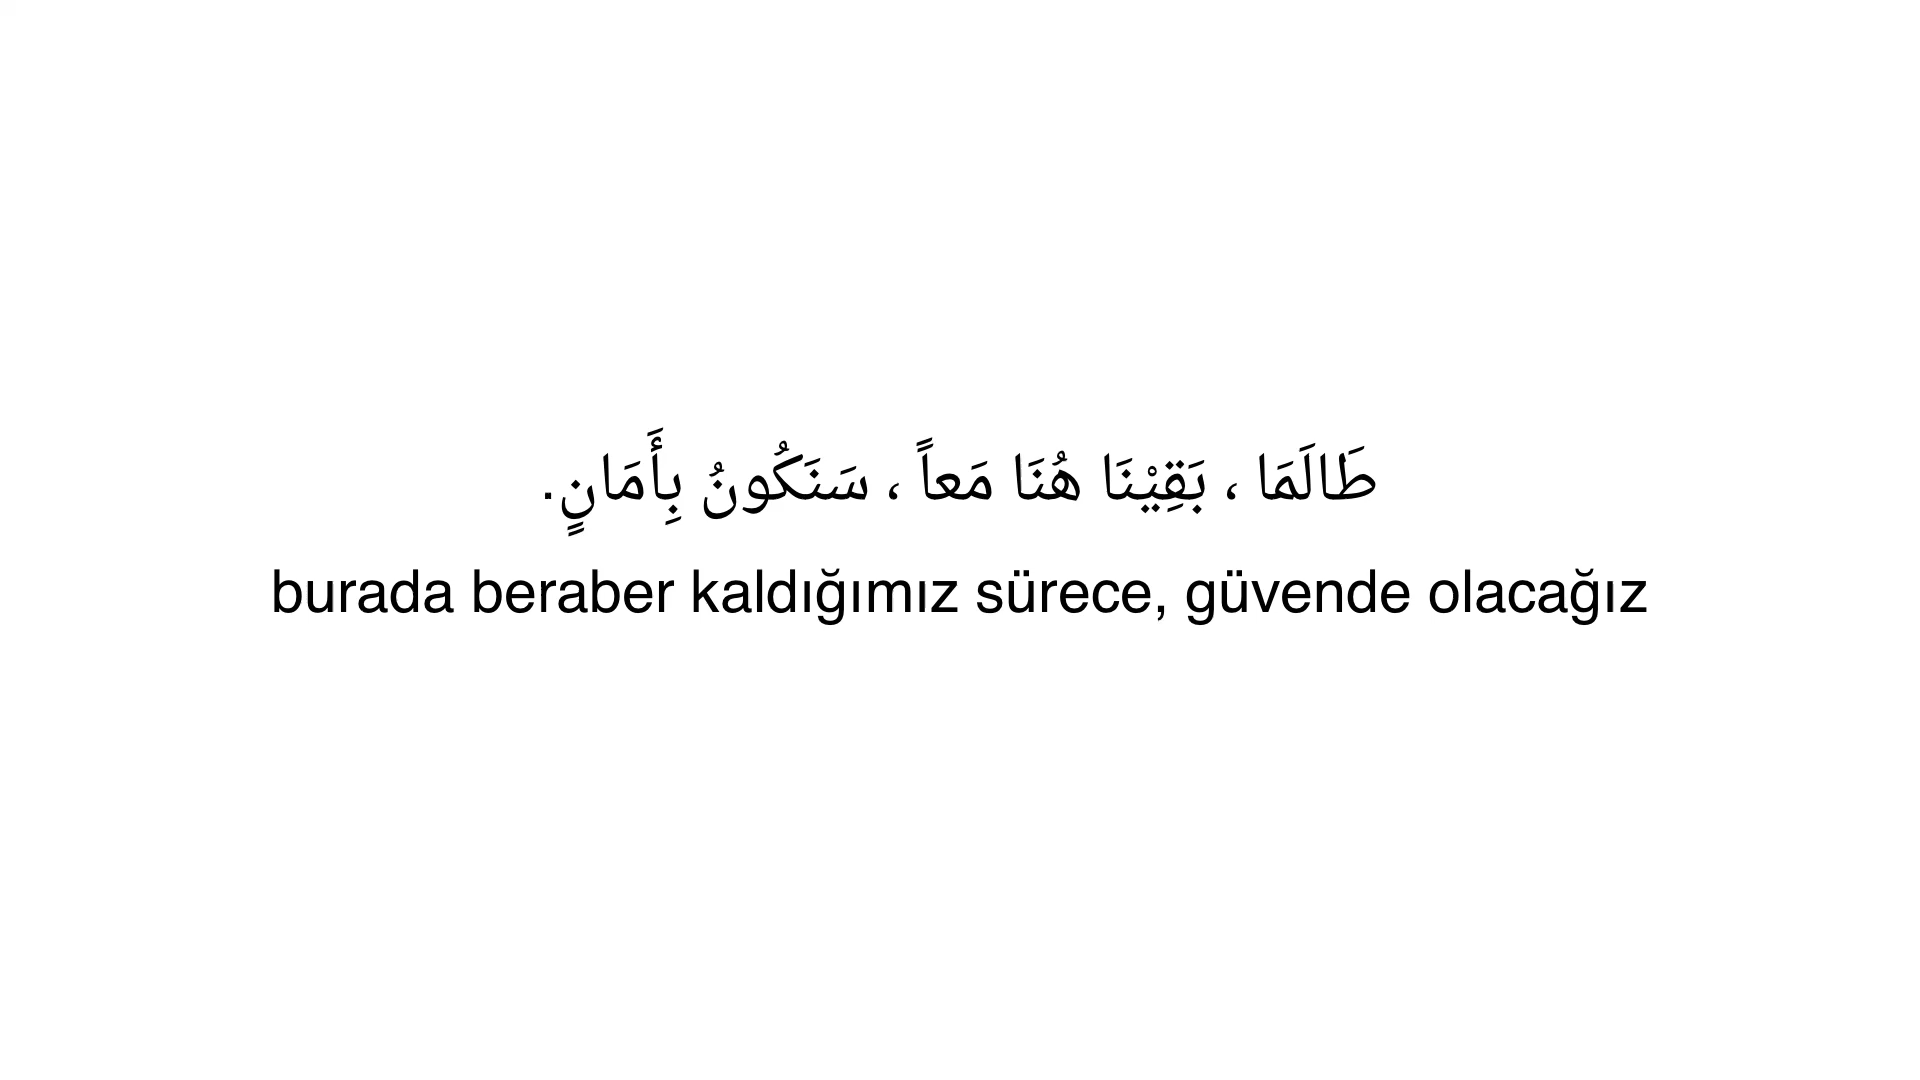 طَالَمَا ، بَقِيْنَا هُنَا مَعاً ، سَنَكُونُ بِأَمَانٍ.
burada beraber kaldığımız sürece, güvende olacağız